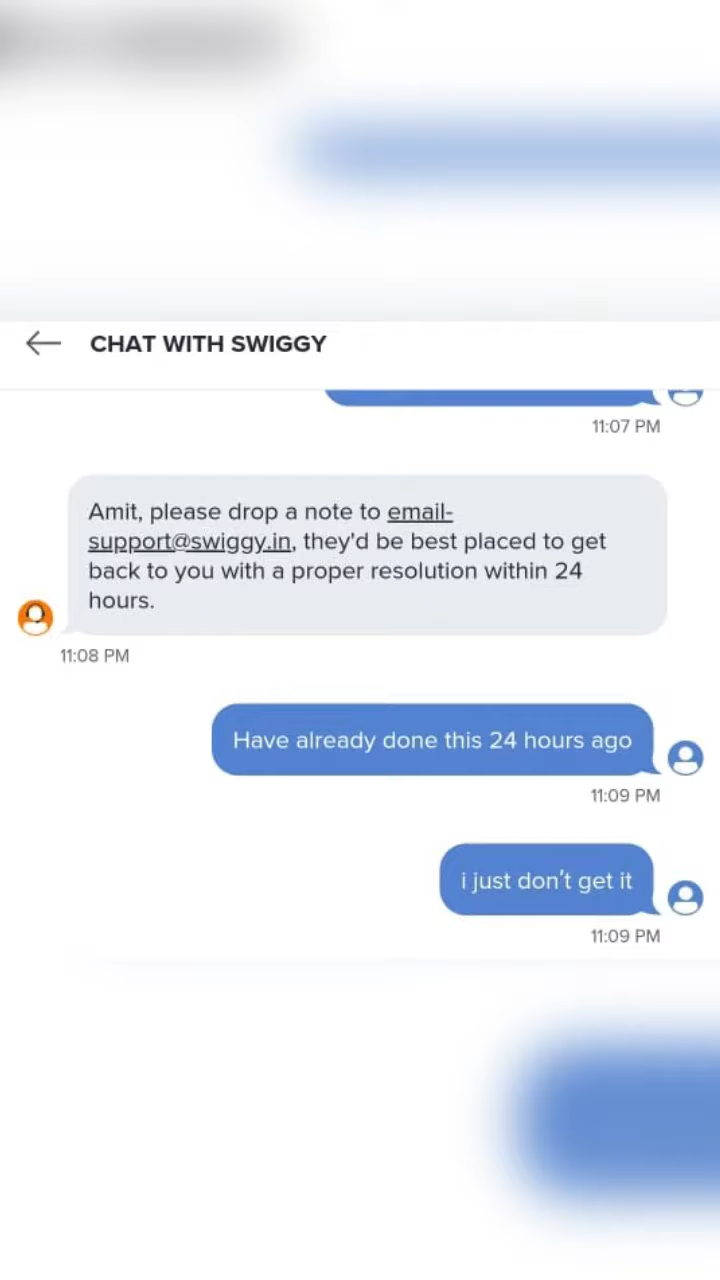 CHAT WITH SWIGGY
11:07 PM
Amit, please drop a note to email-
support@swiggy.in, they'd be best placed to get
back to you with a proper resolution within 24
hours.
11:08 PM
Have already done this 24 hours ago
11:09 PM
i just don't get it
11:09 PM